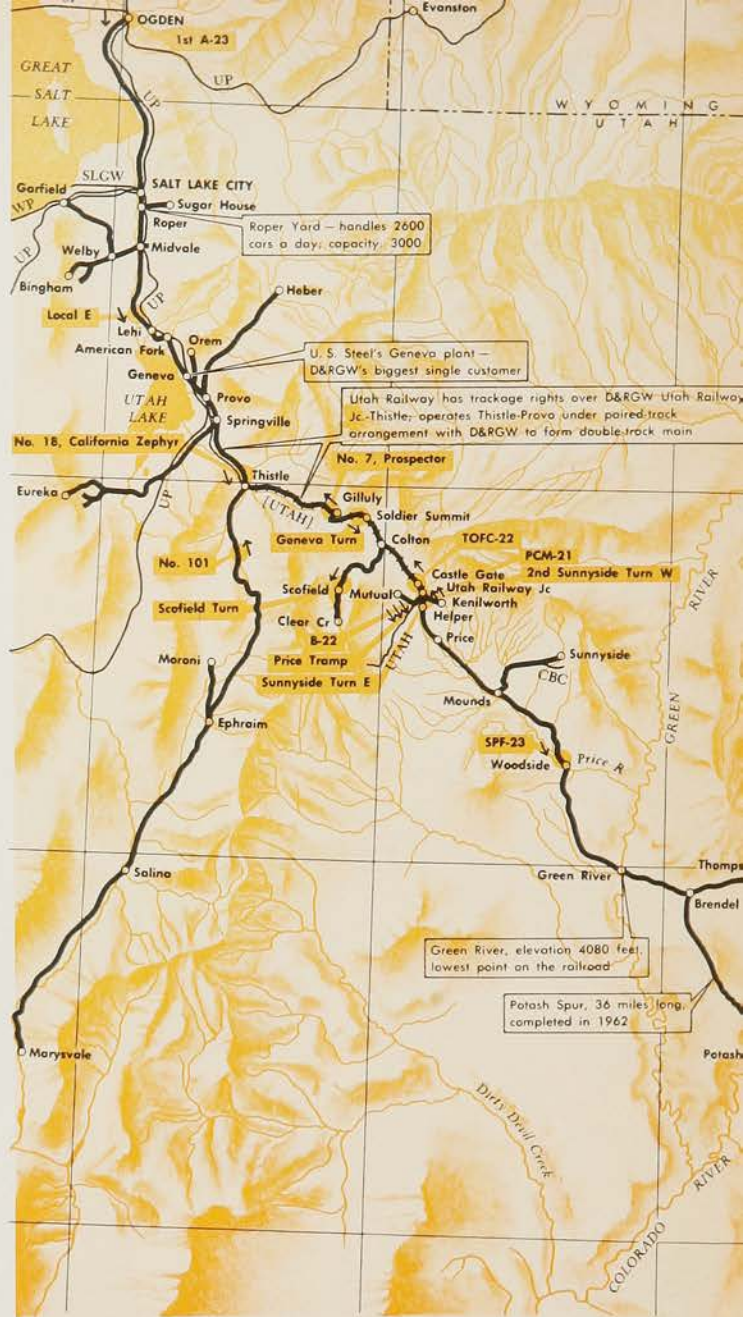 OGDEN
Evanston
1st A-23
GREAT
SALT
LAKE
UP
UP
WYOMING
UTAH
SLGW
Garfield
SALT LAKE CITY
WP
Sugar House
Roper
Roper Yard — handles 2600
cars a day; capacity 3000
UP
Welby
Midvale
Bingham
Heber
UP
Local E
Lehi
Orem
American Fork
U. S. Steel's Geneva plant —
D&RGW's biggest single customer
Geneva
UTAH
LAKE
Provo
Springville
Utah Railway has trackage rights over D&RGW Utah Railway
Jc.-Thistle; operates Thistle-Provo under paired-track
arrangement with D&RGW to form double-track main
No. 18, California Zephyr
No. 7, Prospector
Thistle
Eureka
UP
[UTAH]
Gilluly
Soldier Summit
Geneva Turn
Colton
TOFC-22
No. 101
PCM-21
Castle Gate
2nd Sunnyside Turn W
Scofield
Mutual
Utah Railway Jc
Scofield Turn
Kenilworth
Clear Cr
Helper
B-22
UTAH
Price
RIVER
Moroni
Price Tramp
Sunnyside
Sunnyside Turn E
CBC
Mounds
GREEN
Ephraim
SPF-23
Woodside
Price R
Salina
Green River
Thomps
Brendel
Green River, elevation 4080 feet,
lowest point on the railroad
Potash Spur, 36 miles long,
completed in 1962
Marysvale
Potash
Dirty Devil Creek
COLORADO
RIVER